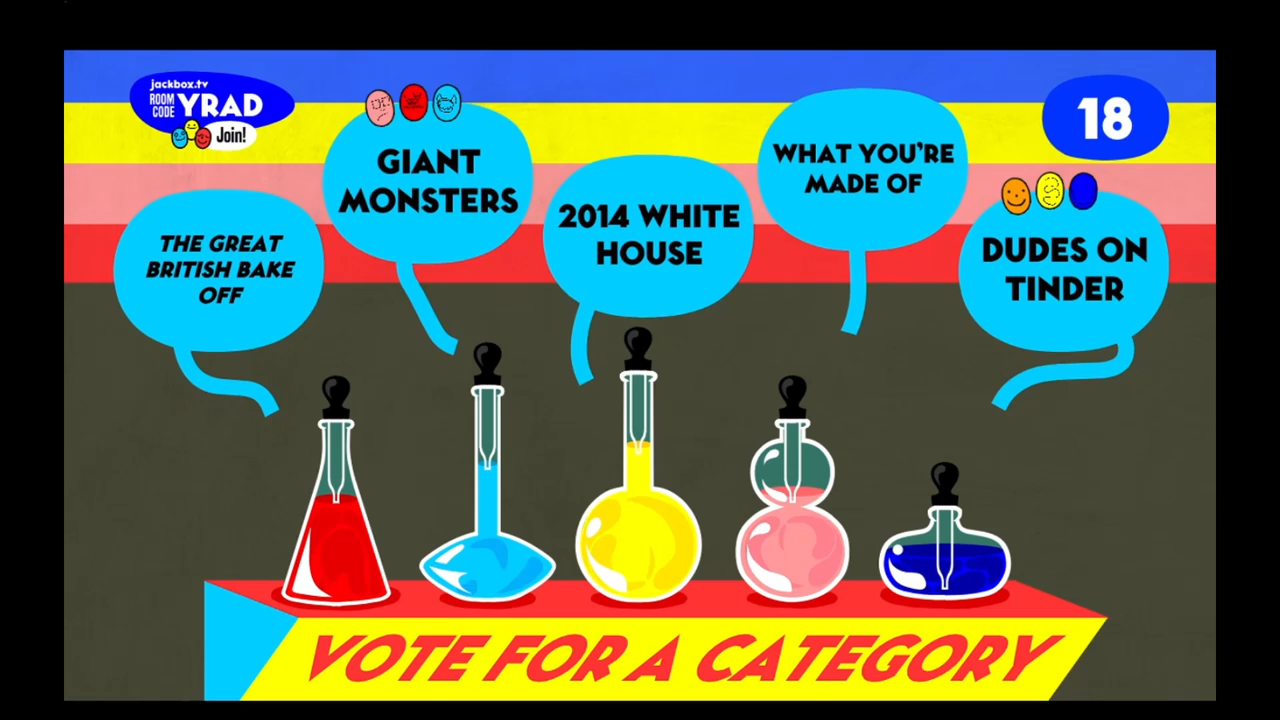 jackbox.tv
ROOM CODE YRAD
Join!
18
THE GREAT
BRITISH BAKE
OFF
GIANT
MONSTERS
2014 WHITE
HOUSE
WHAT YOU'RE
MADE OF
DUDES ON
TINDER
VOTE FOR A CATEGORY